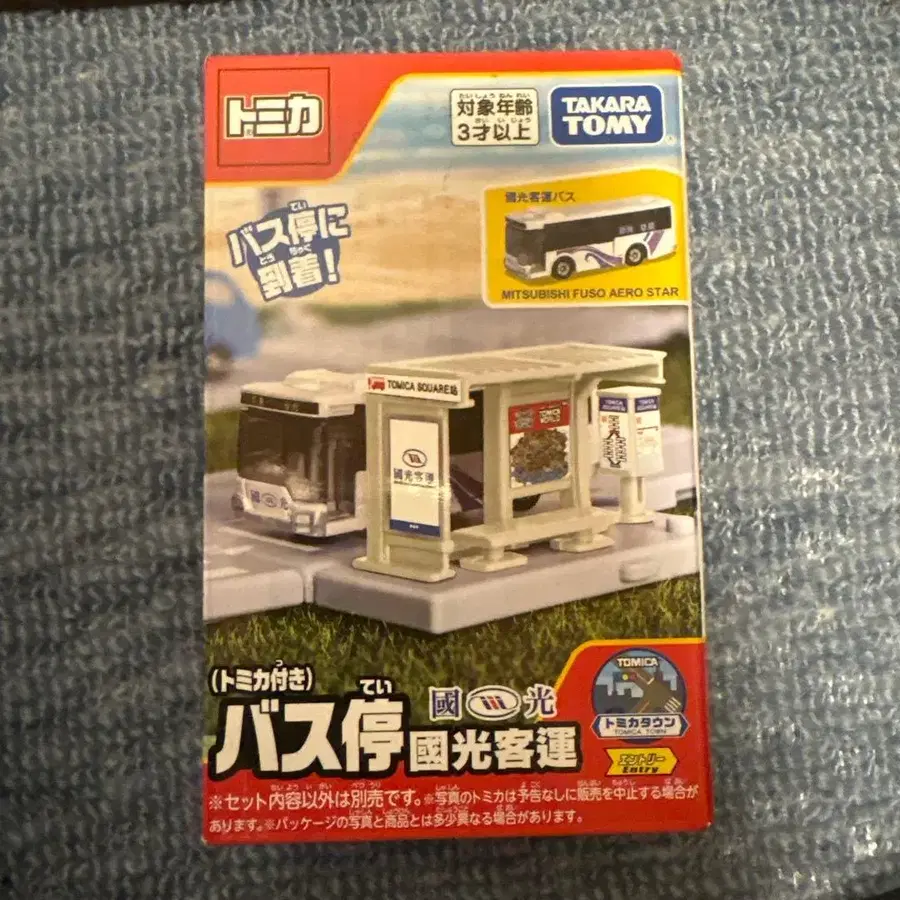 トミカ
対象年齢
3才以上
TAKARA
TOMY
バス停に
到着!
國光客運バス
MITSUBISHI FUSO AERO STAR
TOMICA SQUARE站
國光客運
TOMICA
WORLD
國光
(トミカ付き)
バス停 國光客運
國 光
TOMICA
トミカタウン
TOMICA TOWN
エントリー
Entry
※セット内容以外は別売です。※写真のトミカは予告なしに販売を中止する場合が
あります。※パッケージの写真と商品とは多少異なる場合があります。